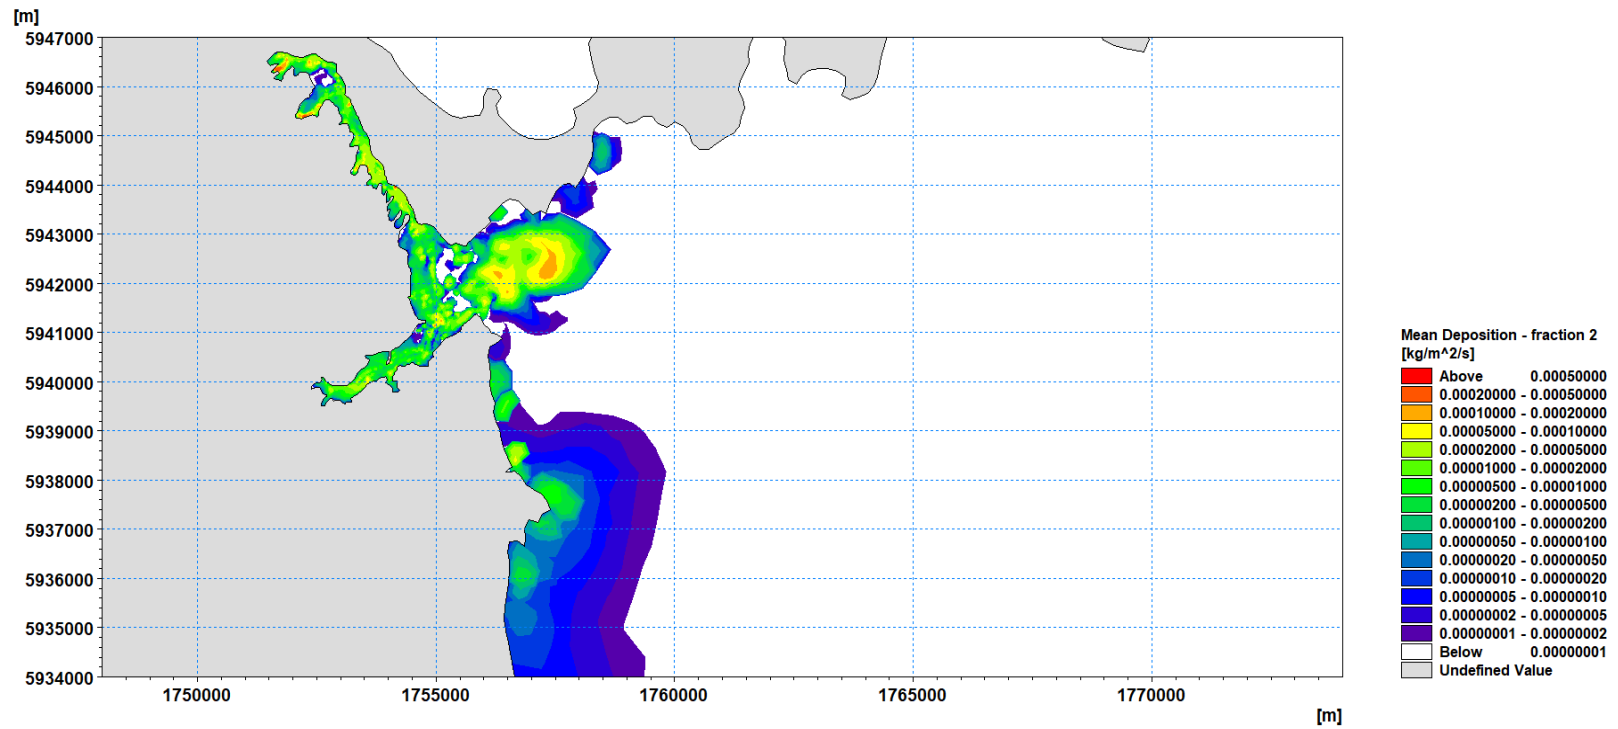 [m]
5947000
5946000
5945000
5944000
5943000
5942000
5941000
5940000
5939000
5938000
5937000
5936000
5935000
5934000
1750000 1755000 1760000 1765000 1770000
[m]
Mean Deposition - fraction 2
[kg/m^2/s]
Above 0.00050000
0.00020000 - 0.00050000
0.00010000 - 0.00020000
0.00005000 - 0.00010000
0.00002000 - 0.00005000
0.00001000 - 0.00002000
0.00000500 - 0.00001000
0.00000200 - 0.00000500
0.00000100 - 0.00000200
0.00000050 - 0.00000100
0.00000020 - 0.00000050
0.00000010 - 0.00000020
0.00000005 - 0.00000010
0.00000002 - 0.00000005
0.00000001 - 0.00000002
Below 0.00000001
Undefined Value